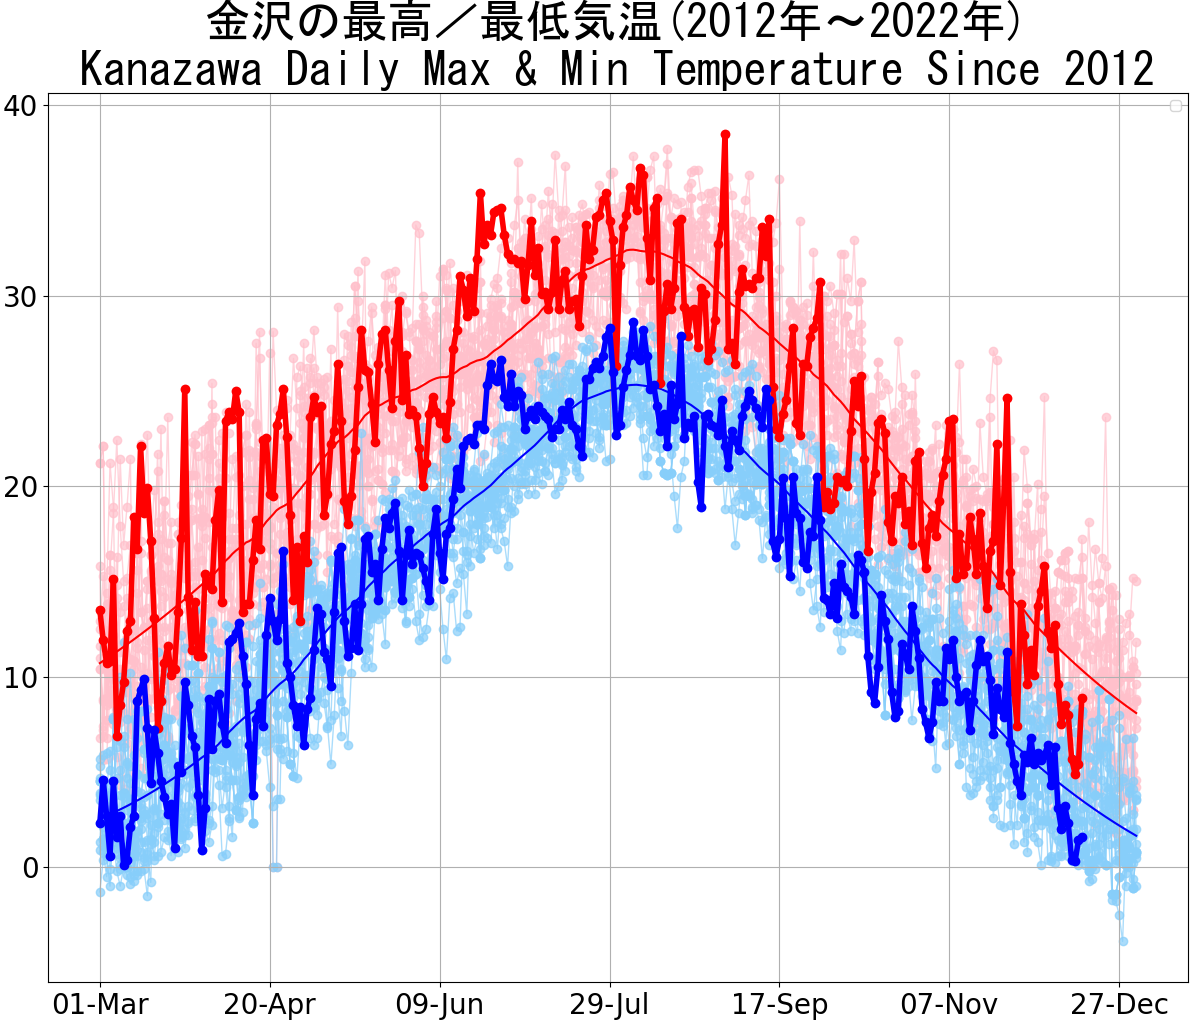 金沢の最高／最低気温(2012年～2022年)
Kanazawa Daily Max & Min Temperature Since 2012
40
30
20
10
0
01-Mar 20-Apr 09-Jun 29-Jul 17-Sep 07-Nov 27-Dec